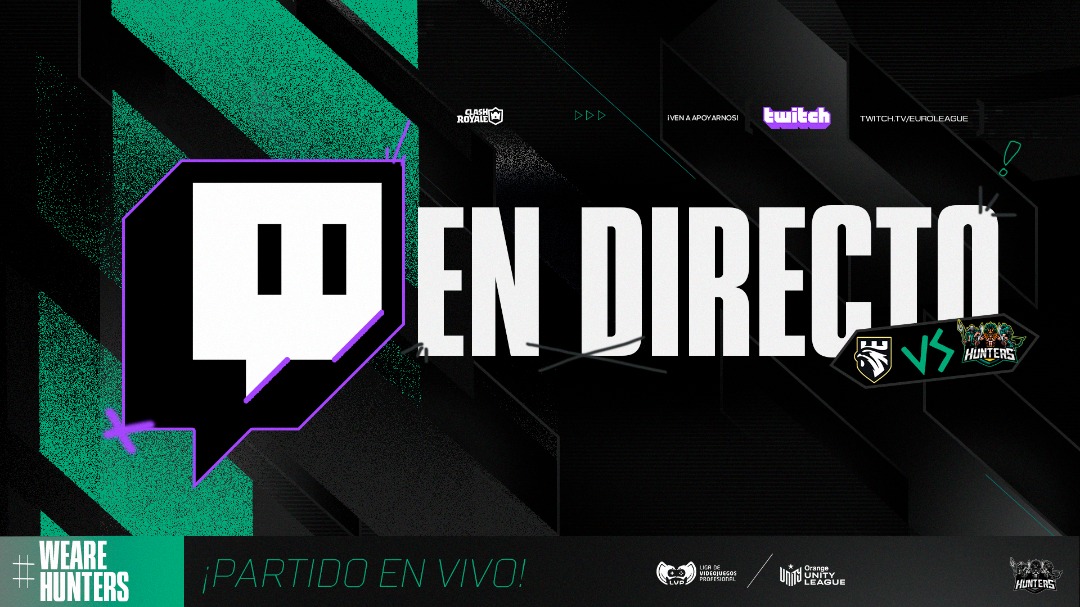 CLASH
ROYALE
¡VEN A APOYARNOS!
twitch
TWITCH.TV/EUROLEAGUE
EN DIRECTO
VS
HUNTERS
#WEARE
HUNTERS
¡PARTIDO EN VIVO!
LVP
LIGA DE
VIDEOJUEGOS
PROFESIONAL
UNITY
Orange
UNITY
LEAGUE
HUNTERS